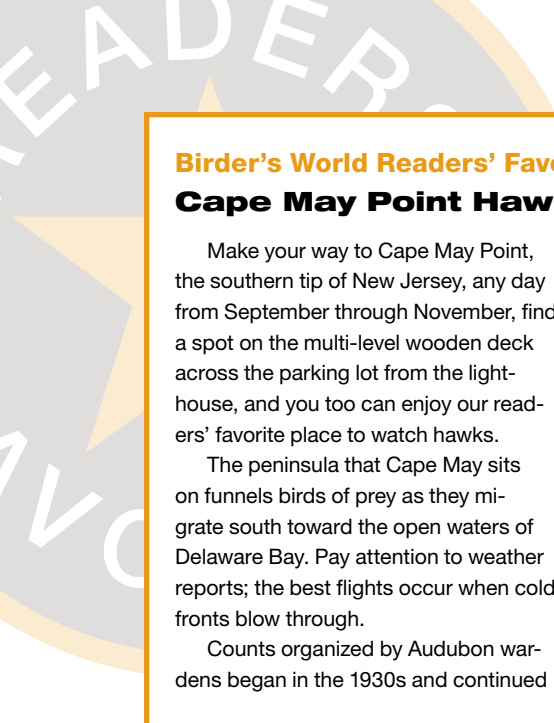 READERS
FAVO
Birder's World Readers' Favo
Cape May Point Haw
Make your way to Cape May Point,
the southern tip of New Jersey, any day
from September through November, find
a spot on the multi-level wooden deck
across the parking lot from the light-
house, and you too can enjoy our read-
ers' favorite place to watch hawks.
The peninsula that Cape May sits
on funnels birds of prey as they mi-
grate south toward the open waters of
Delaware Bay. Pay attention to weather
reports; the best flights occur when cold
fronts blow through.
Counts organized by Audubon war-
dens began in the 1930s and continued